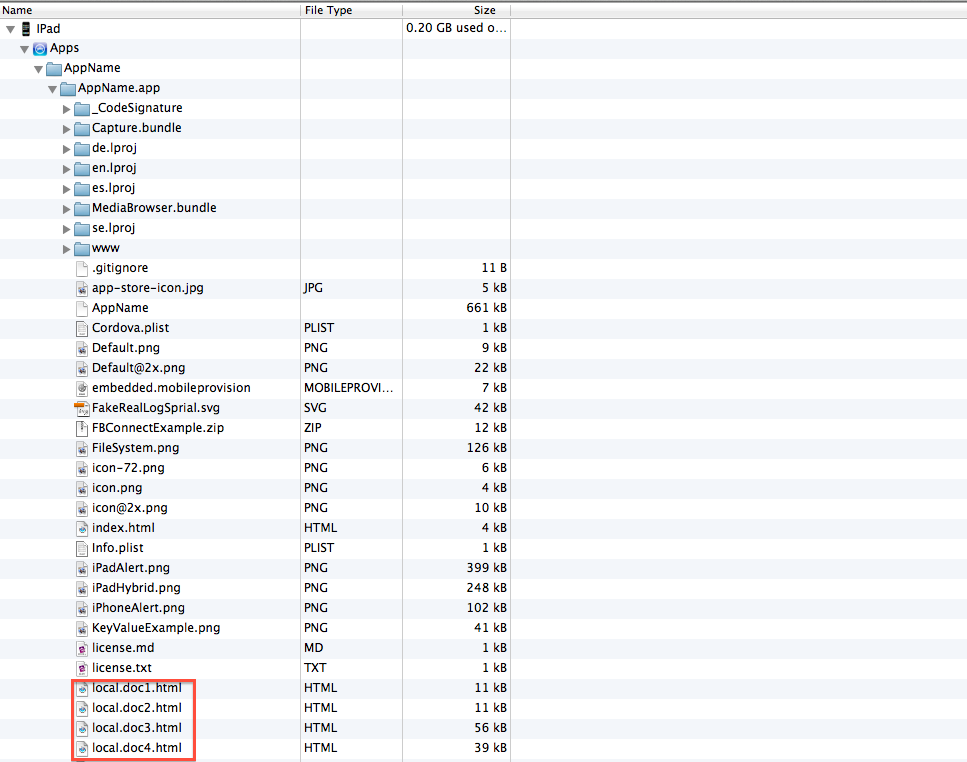 Name File Type Size
IPad 0.20 GB used o...
Apps
AppName
AppName.app
_CodeSignature
Capture.bundle
de.lproj
en.lproj
es.lproj
MediaBrowser.bundle
se.lproj
www
.gitignore 11 B
app-store-icon.jpg JPG 5 kB
AppName 661 kB
Cordova.plist PLIST 1 kB
Default.png PNG 9 kB
Default@2x.png PNG 22 kB
embedded.mobileprovision MOBILEPROVI... 7 kB
FakeRealLogSprial.svg SVG 42 kB
FBConnectExample.zip ZIP 12 kB
FileSystem.png PNG 126 kB
icon-72.png PNG 6 kB
icon.png PNG 4 kB
icon@2x.png PNG 10 kB
index.html HTML 4 kB
Info.plist PLIST 1 kB
iPadAlert.png PNG 399 kB
iPadHybrid.png PNG 248 kB
iPhoneAlert.png PNG 102 kB
KeyValueExample.png PNG 41 kB
license.md MD 1 kB
license.txt TXT 1 kB
local.doc1.html HTML 11 kB
local.doc2.html HTML 11 kB
local.doc3.html HTML 56 kB
local.doc4.html HTML 39 kB